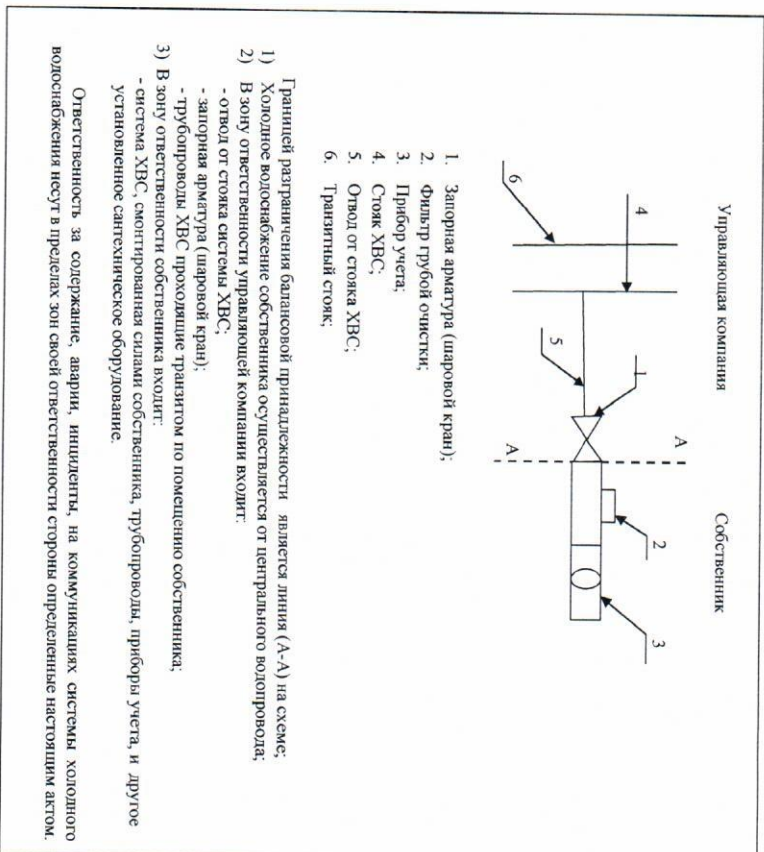 Управляющая компания
Собственник
4
6
5
1
А
А
2
3
1. Запорная арматура (шаровой кран);
2. Фильтр грубой очистки;
3. Прибор учета;
4. Стояк ХВС;
5. Отвод от стояка ХВС;
6. Транзитный стояк;
Границей разграничения балансовой принадлежности является линия (А-А) на схеме;
1) Холодное водоснабжение собственника осуществляется от центрального водопровода;
2) В зону ответственности управляющей компании входит:
- отвод от стояка системы ХВС;
- запорная арматура (шаровой кран);
- трубопроводы ХВС проходящие транзитом по помещению собственника;
3) В зону ответственности собственника входит:
- система ХВС, смонтированная силами собственника, трубопроводы, приборы учета, и другое
установленное сантехническое оборудование.
Ответственность за содержание, аварии, инциденты, на коммуникациях системы холодного
водоснабжения несут в пределах зон своей ответственности стороны определенные настоящим актом.